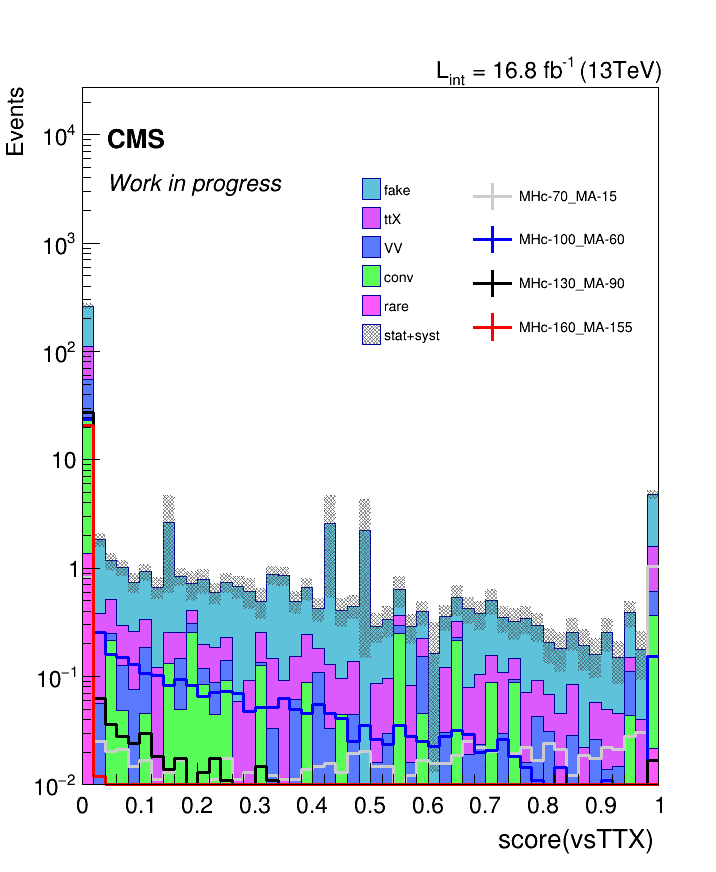 L_int = 16.8 fb^-1 (13TeV)
Events
CMS
Work in progress
fake
ttX
VV
conv
rare
stat+syst
MHc-70_MA-15
MHc-100_MA-60
MHc-130_MA-90
MHc-160_MA-155
10^4
10^3
10^2
10
1
10^-1
10^-2
0 0.1 0.2 0.3 0.4 0.5 0.6 0.7 0.8 0.9 1
score(vsTTX)